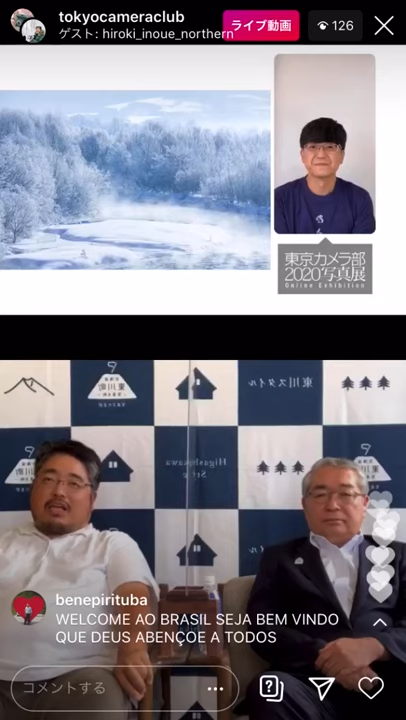 tokyocameraclub
ゲスト: hiroki_inoue_northern
ライブ動画
126
東京カメラ部
2020写真展
Online Exhibition
東川スタイル
Higashikawa
Style
benepirituba
WELCOME AO BRASIL SEJA BEM VINDO
QUE DEUS ABENÇOE A TODOS
コメントする